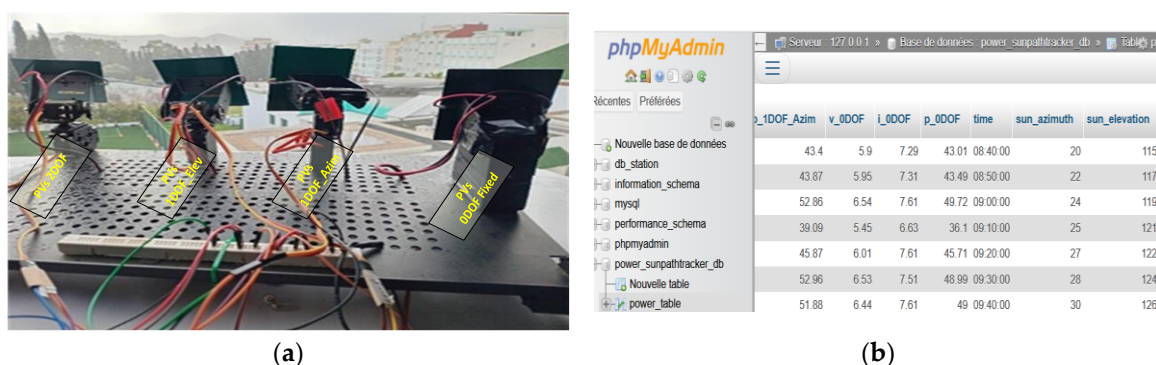 PVs 2DOF
PVs
1DOF_Elev
PVs
1DOF_Azim
PVs
0DOF Fixed
(a)
phpMyAdmin
Récentes Préférées
Nouvelle base de données
db_station
information_schema
mysql
performance_schema
phpmyadmin
power_sunpathtracker_db
Nouvelle table
power_table
Serveur 127.0.0.1 » Base de données power_sunpathtracker_db » Table
_1DOF_Azim v_0DOF i_0DOF p_0DOF time sun_azimuth sun_elevation
43.4 5.9 7.29 43.01 08:40:00 20 115
43.87 5.95 7.31 43.49 08:50:00 22 117
52.86 6.54 7.61 49.72 09:00:00 24 119
39.09 5.45 6.63 36.1 09:10:00 25 121
45.87 6.01 7.61 45.71 09:20:00 27 122
52.96 6.53 7.51 48.99 09:30:00 28 124
51.88 6.44 7.61 49 09:40:00 30 126
(b)